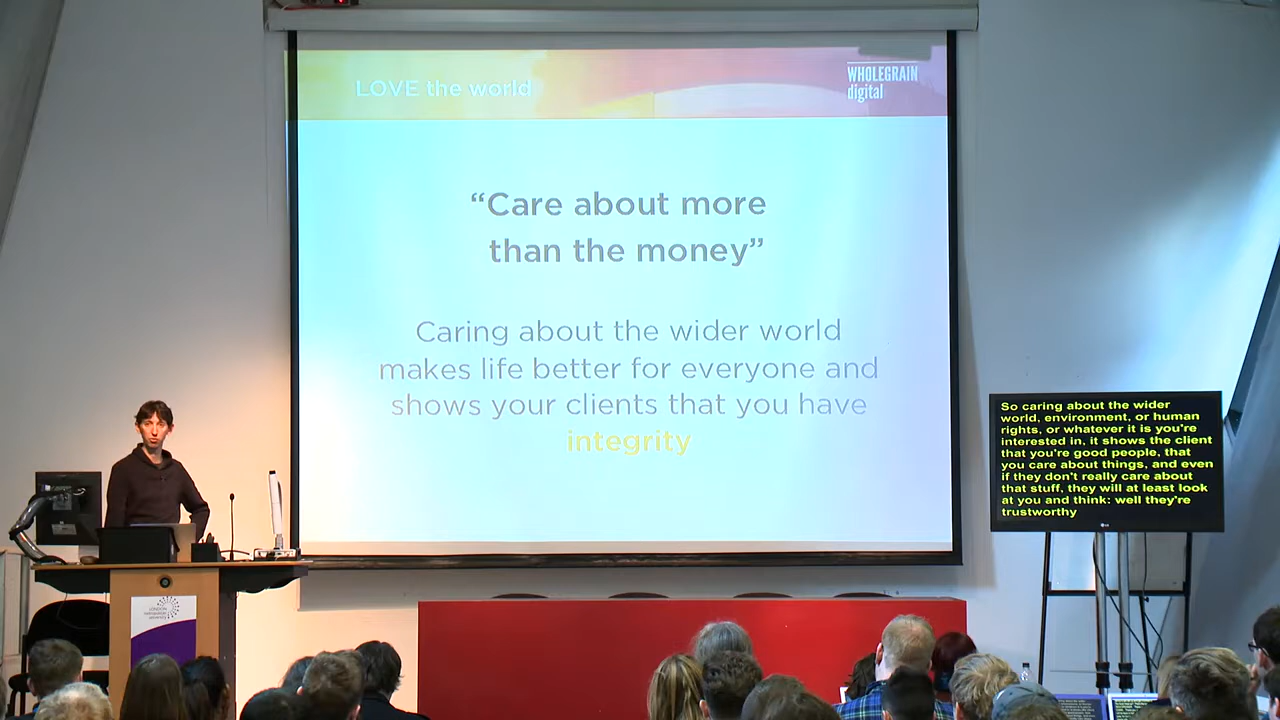 LOVE the world
WHOLEGRAIN
digital
“Care about more
than the money”
Caring about the wider world
makes life better for everyone and
shows your clients that you have
integrity
So caring about the wider
world, environment, or human
rights, or whatever it is you're
interested in, it shows the client
that you're good people, that
you care about things, and even
if they don't really care about
that stuff, they will at least look
at you and think: well they're
trustworthy
LONDON
metropolitan
university